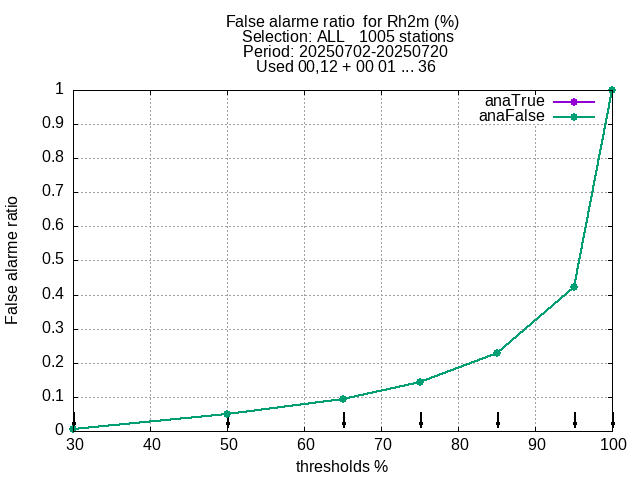 False alarme ratio  for Rh2m (%)
Selection: ALL   1005 stations
Period: 20250702-20250720
Used 00,12 + 00 01 ... 36
anaTrue
anaFalse
False alarme ratio
1
0.9
0.8
0.7
0.6
0.5
0.4
0.3
0.2
0.1
0
30 40 50 60 70 80 90 100
thresholds %